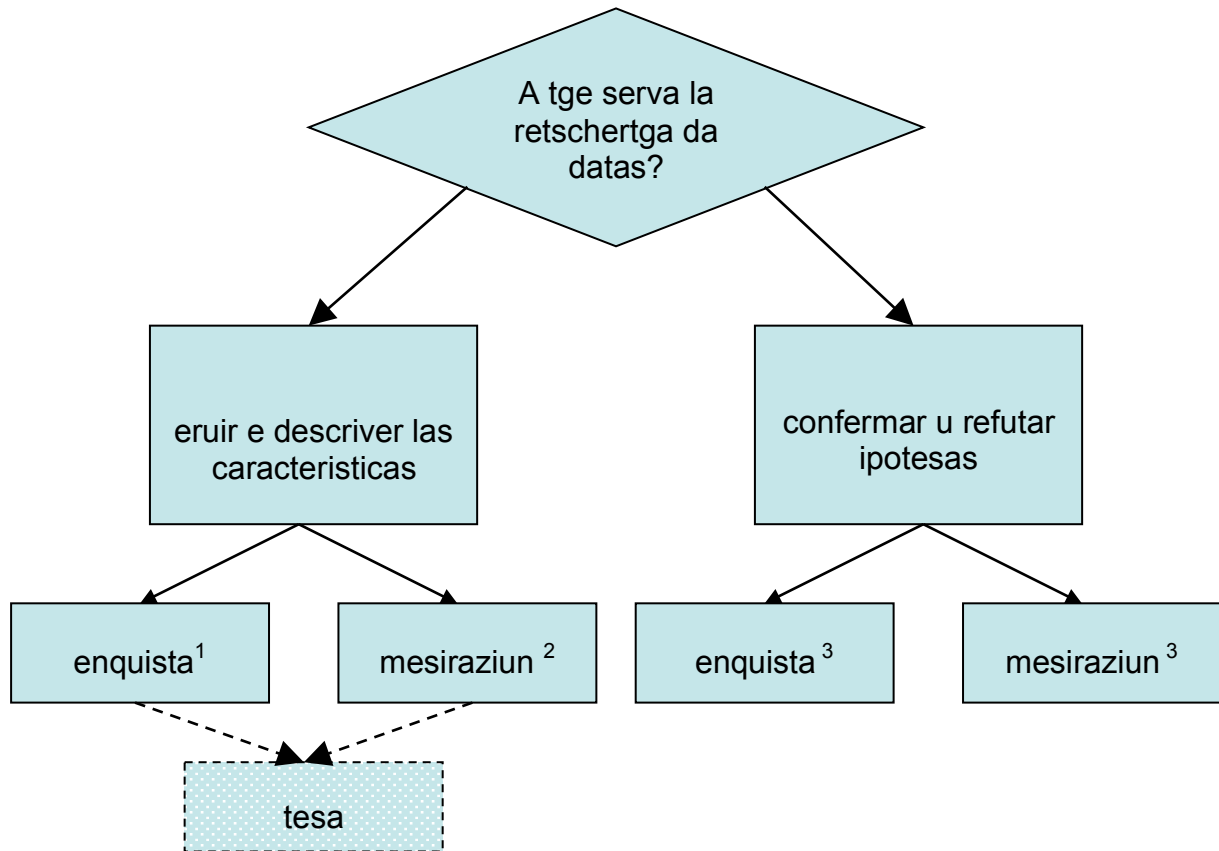 A tge serva la
retschertga da
datas?
eruir e descriver las
caracteristicas
confermar u refutar
ipotesas
enquista¹
mesiraziun ²
enquista ³
mesiraziun ³
tesa